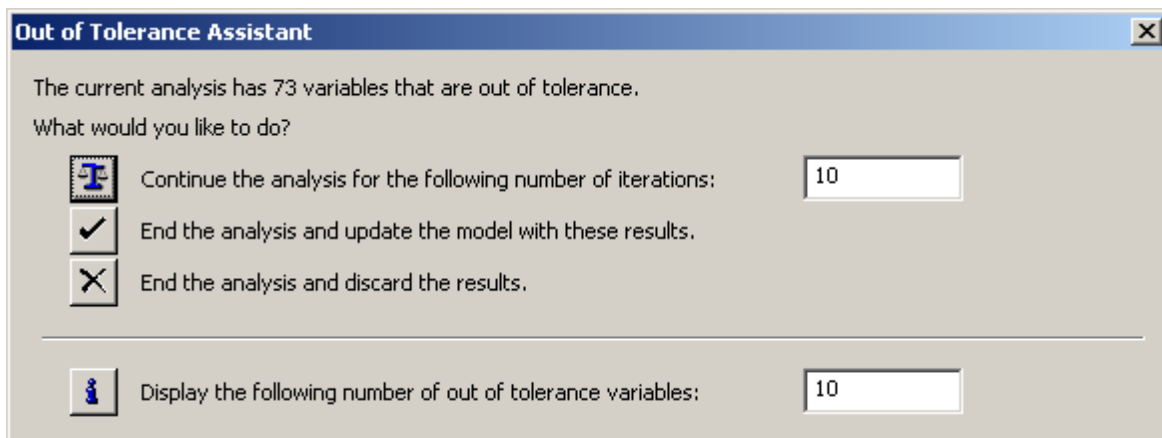 Out of Tolerance Assistant
The current analysis has 73 variables that are out of tolerance.
What would you like to do?
Continue the analysis for the following number of iterations: 10
End the analysis and update the model with these results.
End the analysis and discard the results.
Display the following number of out of tolerance variables: 10